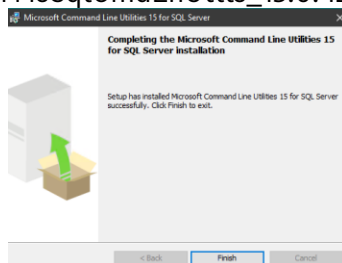 Microsoft Command Line Utilities 15 for SQL Server
Completing the Microsoft Command Line Utilities 15
for SQL Server installation
Setup has installed Microsoft Command Line Utilities 15 for SQL Server
successfully. Click Finish to exit.
< Back Finish Cancel